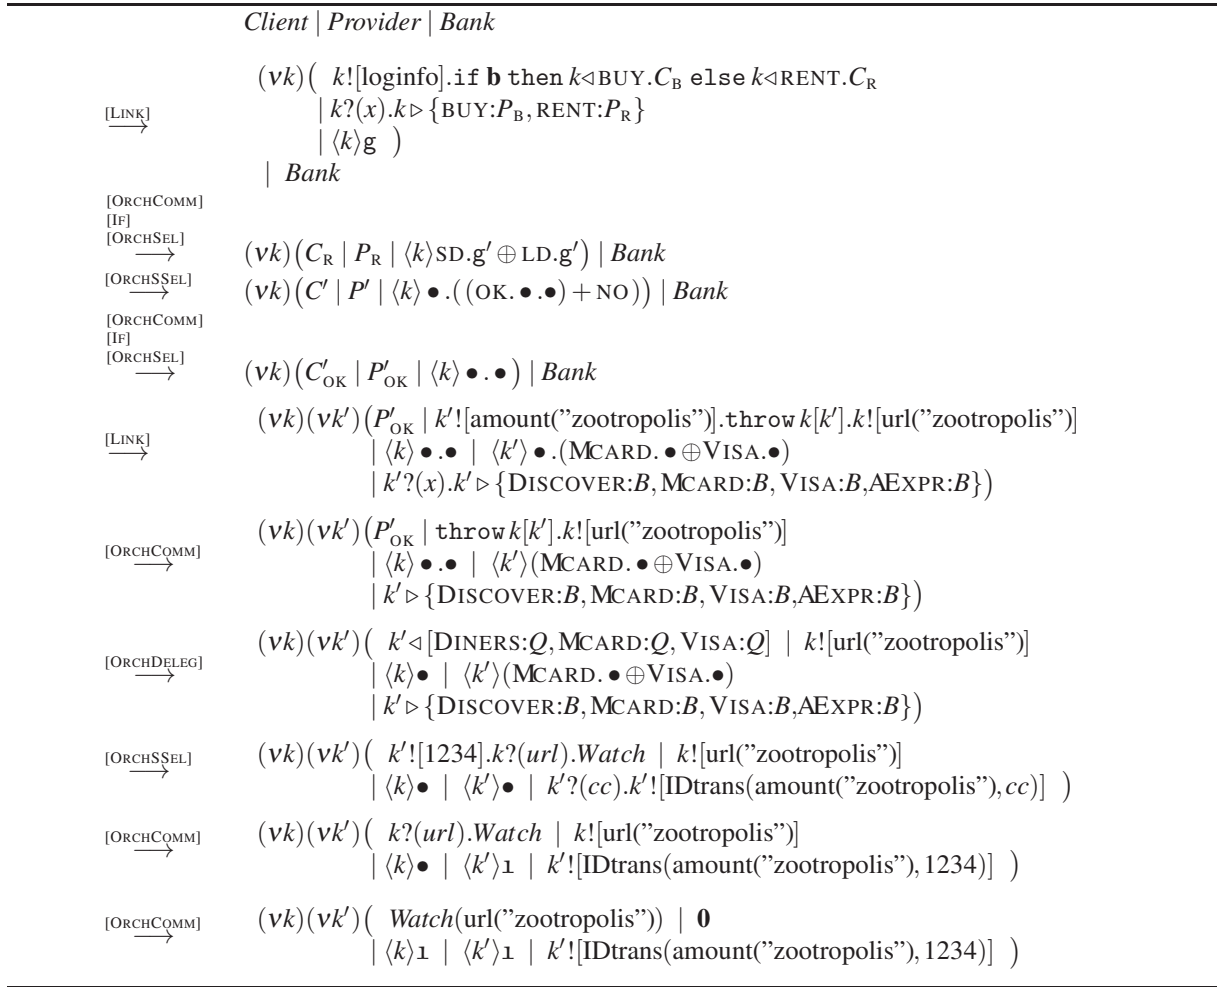 Client | Provider | Bank
(νk)( k![loginfo].if b then k◁BUY.C_B else k◁RENT.C_R
[LINK] ⟶ | k?(x).k▷{BUY:P_B, RENT:P_R}
| ⟨k⟩g )
| Bank
[ORCHCOMM]
[IF]
[ORCHSEL] ⟶ (νk)(C_R | P_R | ⟨k⟩SD.g′ ⊕ LD.g′) | Bank
[ORCHSSEL] ⟶ (νk)(C′ | P′ | ⟨k⟩ • .((OK. • .•) + NO)) | Bank
[ORCHCOMM]
[IF]
[ORCHSEL] ⟶ (νk)(C′_OK | P′_OK | ⟨k⟩ • . •) | Bank
(νk)(νk′)(P′_OK | k′![amount("zootropolis")].throw k[k′].k![url("zootropolis")]
[LINK] ⟶ | ⟨k⟩ • .• | ⟨k′⟩ • .(MCARD. • ⊕VISA.•)
| k′?(x).k′ ▷ {DISCOVER:B, MCARD:B, VISA:B,AEXPR:B})
(νk)(νk′)(P′_OK | throw k[k′].k![url("zootropolis")]
[ORCHCOMM] ⟶ | ⟨k⟩ • .• | ⟨k′⟩(MCARD. • ⊕VISA.•)
| k′ ▷ {DISCOVER:B, MCARD:B, VISA:B,AEXPR:B})
(νk)(νk′)( k′◁[DINERS:Q, MCARD:Q, VISA:Q] | k![url("zootropolis")]
[ORCHDELEG] ⟶ | ⟨k⟩• | ⟨k′⟩(MCARD. • ⊕VISA.•)
| k′ ▷ {DISCOVER:B, MCARD:B, VISA:B,AEXPR:B})
[ORCHSSEL] ⟶ (νk)(νk′)( k′![1234].k?(url).Watch | k![url("zootropolis")]
| ⟨k⟩• | ⟨k′⟩• | k′?(cc).k′![IDtrans(amount("zootropolis"), cc)] )
[ORCHCOMM] ⟶ (νk)(νk′)( k?(url).Watch | k![url("zootropolis")]
| ⟨k⟩• | ⟨k′⟩1 | k′![IDtrans(amount("zootropolis"), 1234)] )
[ORCHCOMM] ⟶ (νk)(νk′)( Watch(url("zootropolis")) | 0
| ⟨k⟩1 | ⟨k′⟩1 | k′![IDtrans(amount("zootropolis"), 1234)] )